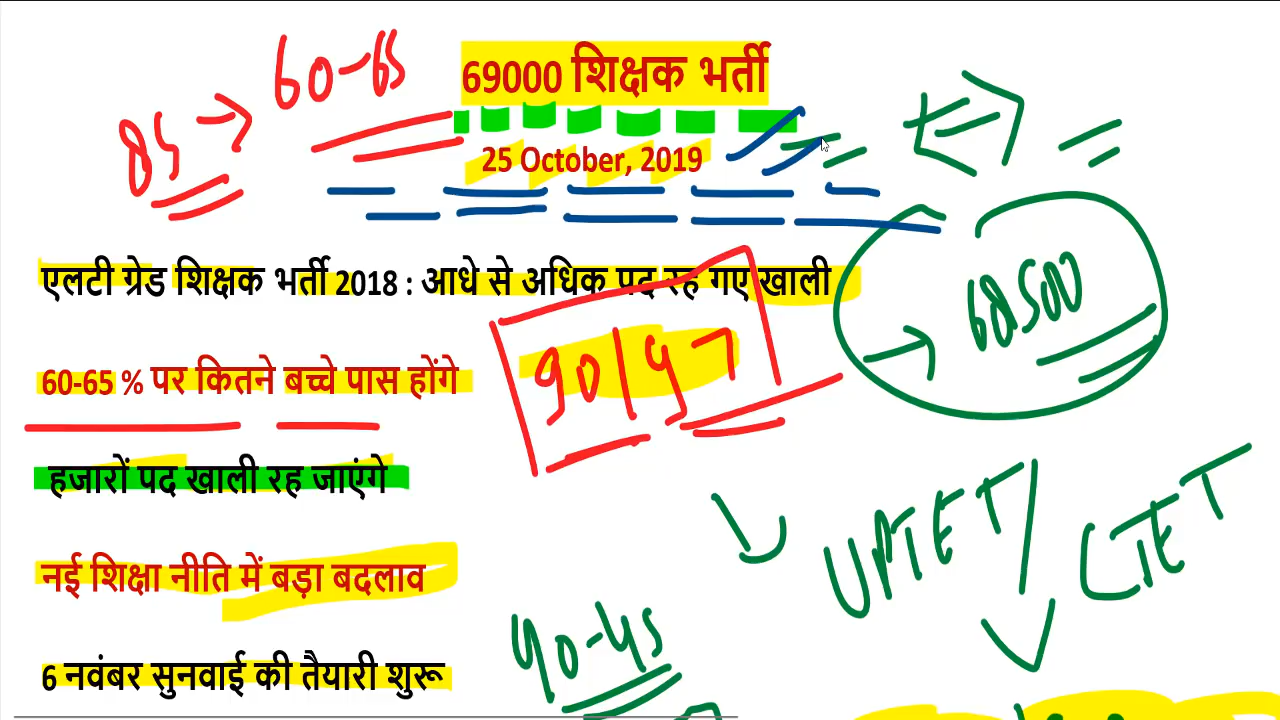 60-65
69000 शिक्षक भर्ती
85
25 October, 2019
एलटी ग्रेड शिक्षक भर्ती 2018 : आधे से अधिक पद रह गए खाली
68500
90/97
60-65 % पर कितने बच्चे पास होंगे
हजारों पद खाली रह जाएंगे
UPTET/ CTET
नई शिक्षा नीति में बड़ा बदलाव
40-45
6 नवंबर सुनवाई की तैयारी शुरू